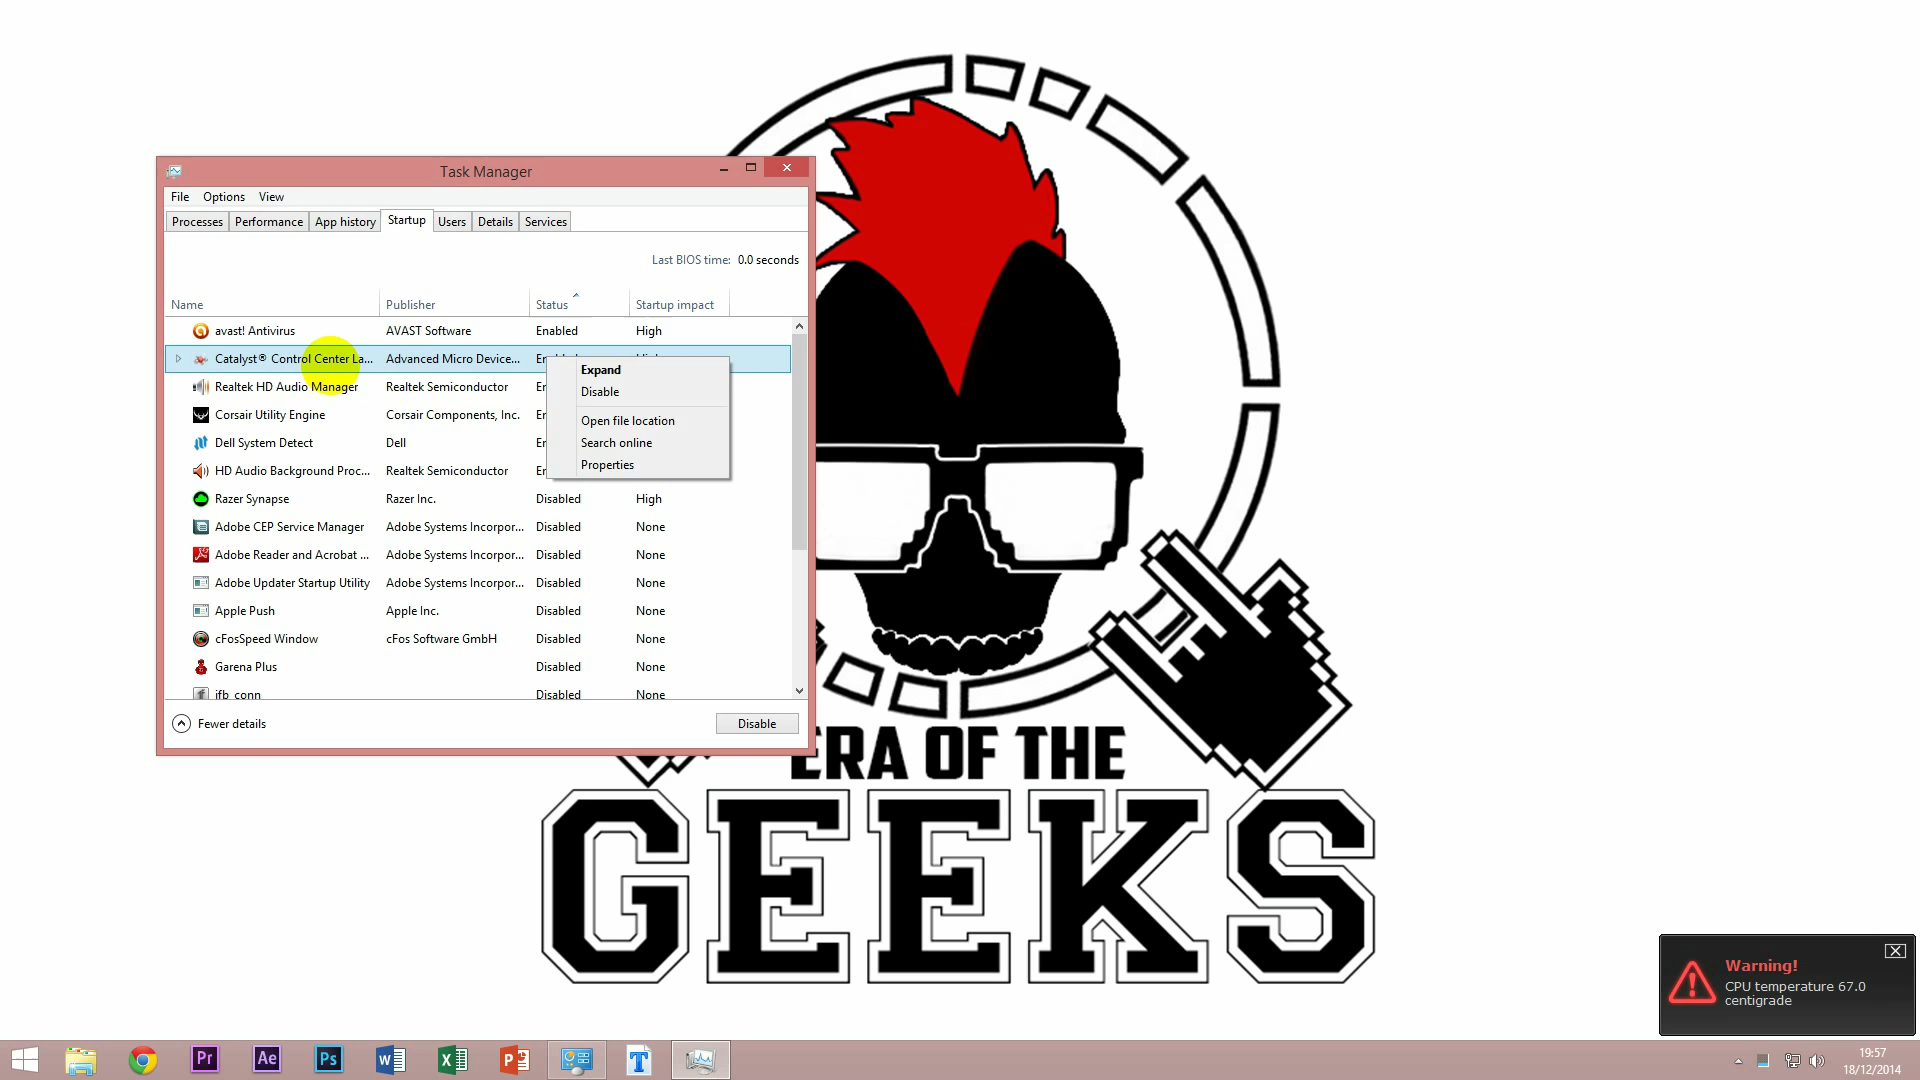 Task Manager
File Options View
Processes Performance App history Startup Users Details Services
Last BIOS time: 0.0 seconds
Name Publisher Status Startup impact
avast! Antivirus AVAST Software Enabled High
Catalyst® Control Center La... Advanced Micro Device...
Realtek HD Audio Manager Realtek Semiconductor
Corsair Utility Engine Corsair Components, Inc.
Dell System Detect Dell
HD Audio Background Proc... Realtek Semiconductor
Expand
Disable
Open file location
Search online
Properties
Razer Synapse Razer Inc. Disabled High
Adobe CEP Service Manager Adobe Systems Incorpor... Disabled None
Adobe Reader and Acrobat ... Adobe Systems Incorpor... Disabled None
Adobe Updater Startup Utility Adobe Systems Incorpor... Disabled None
Apple Push Apple Inc. Disabled None
cFosSpeed Window cFos Software GmbH Disabled None
Garena Plus Disabled None
ifb_conn Disabled None
Fewer details Disable
ERA OF THE
GEEKS
Warning!
CPU temperature 67.0
centigrade
Pr Ae Ps
19:57
18/12/2014